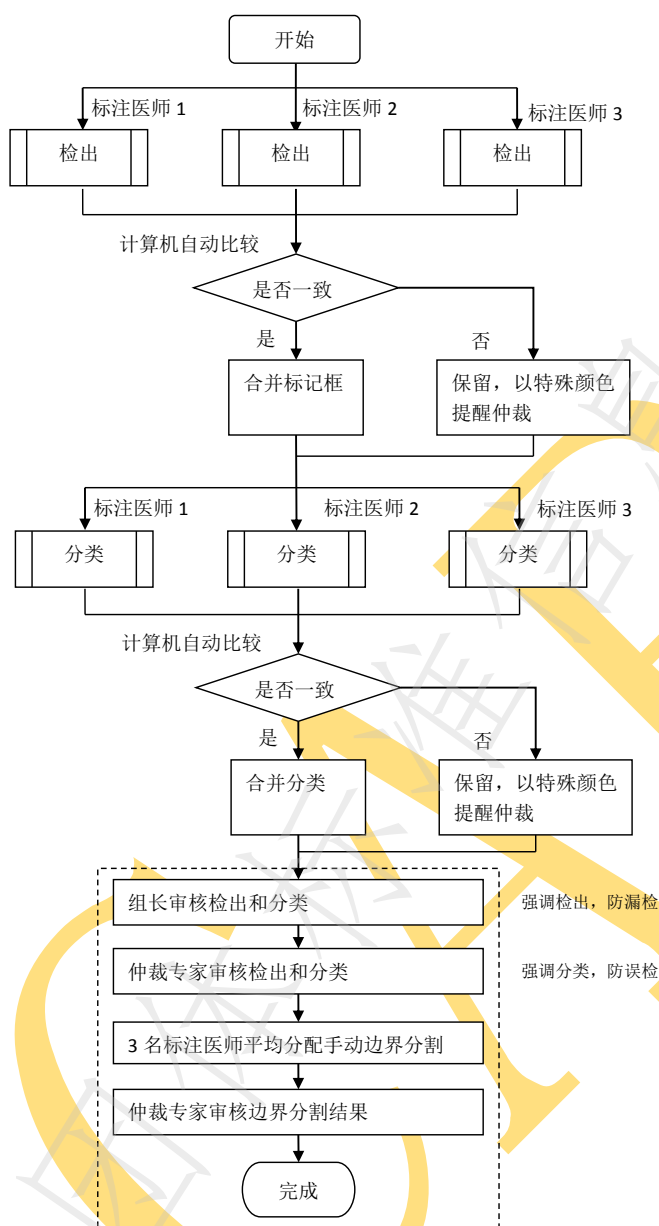 开始
标注医师 1
标注医师 2
标注医师 3
检出
检出
检出
计算机自动比较
是否一致
是
否
合并标记框
保留，以特殊颜色
提醒仲裁
标注医师 1
标注医师 2
标注医师 3
分类
分类
分类
计算机自动比较
是否一致
是
否
合并分类
保留，以特殊颜色
提醒仲裁
组长审核检出和分类
强调检出，防漏检
仲裁专家审核检出和分类
强调分类，防误检
3 名标注医师平均分配手动边界分割
仲裁专家审核边界分割结果
完成
团体标准信息